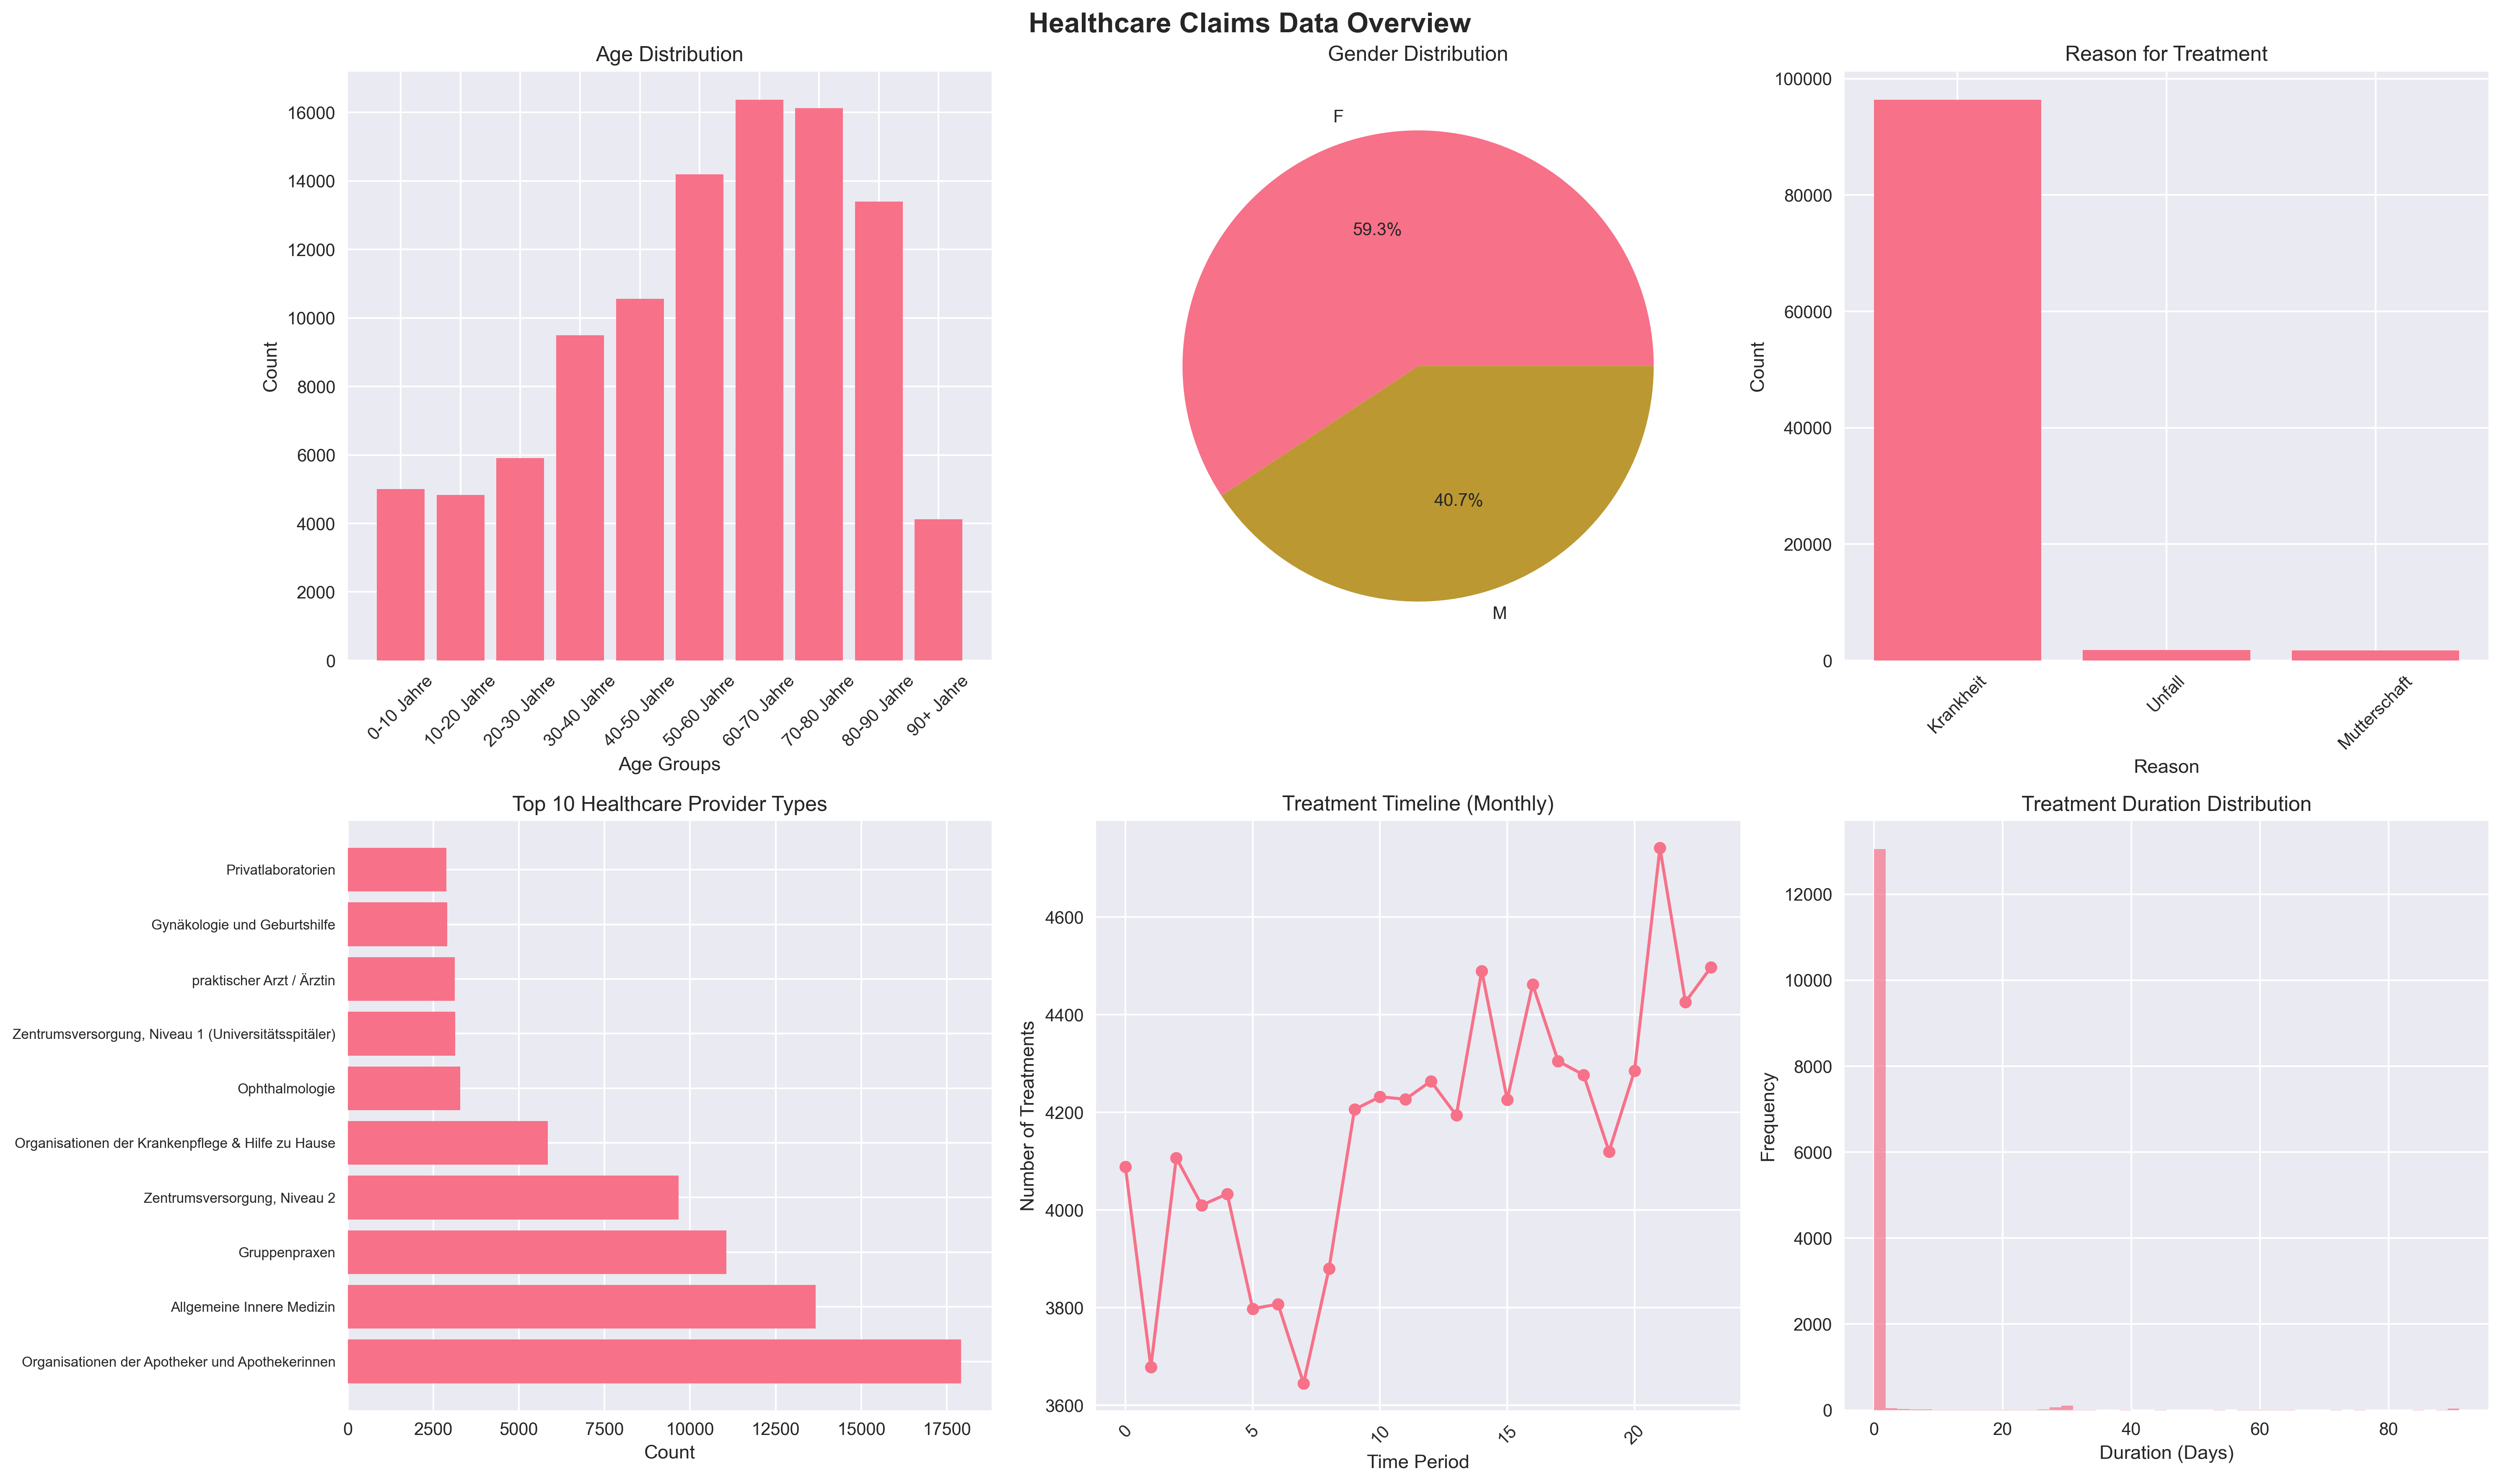 Healthcare Claims Data Overview
Age Distribution
Count
16000
14000
12000
10000
8000
6000
4000
2000
0
0-10 Jahre
10-20 Jahre
20-30 Jahre
30-40 Jahre
40-50 Jahre
50-60 Jahre
60-70 Jahre
70-80 Jahre
80-90 Jahre
90+ Jahre
Age Groups
Gender Distribution
F
59.3%
40.7%
M
Reason for Treatment
Count
100000
80000
60000
40000
20000
0
Krankheit
Unfall
Mutterschaft
Reason
Top 10 Healthcare Provider Types
Privatlaboratorien
Gynäkologie und Geburtshilfe
praktischer Arzt / Ärztin
Zentrumsversorgung, Niveau 1 (Universitätsspitäler)
Ophthalmologie
Organisationen der Krankenpflege & Hilfe zu Hause
Zentrumsversorgung, Niveau 2
Gruppenpraxen
Allgemeine Innere Medizin
Organisationen der Apotheker und Apothekerinnen
0 2500 5000 7500 10000 12500 15000 17500
Count
Treatment Timeline (Monthly)
Number of Treatments
4600
4400
4200
4000
3800
3600
0 5 10 15 20
Time Period
Treatment Duration Distribution
Frequency
12000
10000
8000
6000
4000
2000
0
0 20 40 60 80
Duration (Days)